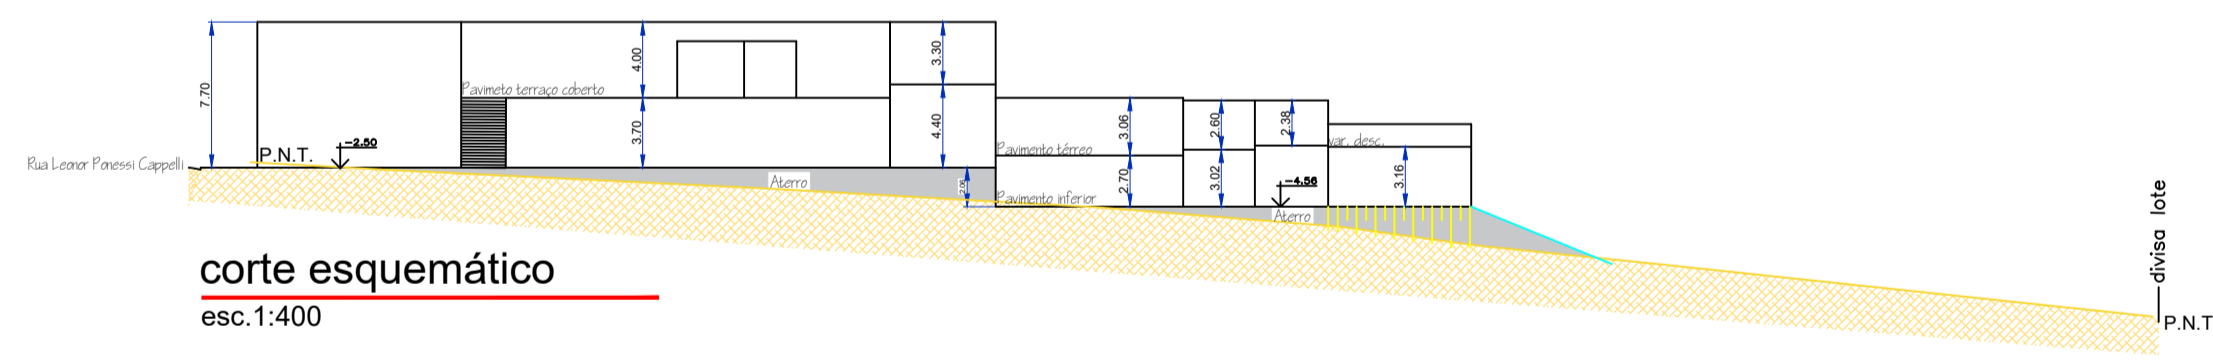 7.70
4.00
3.30
Pavimeto terraço coberto
3.70
4.40
3.06
2.60
2.38
Rua Leonor Ponessi Cappelli
P.N.T.
-2.50
Pavimento térreo
var. desc.
Aterro
2.06
2.70
3.02
-4.56
3.16
Pavimento inferior
Aterro
divisa lote
corte esquemático
esc.1:400
P.N.T